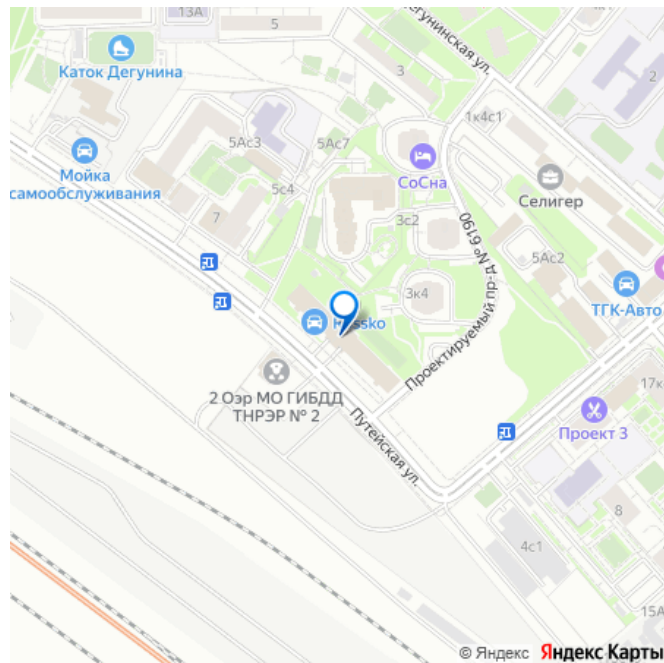 13А
5
Каток Дегунина
3
2
1к4с1
5Ас3
5Ас7
Мойка
самообслуживания
5с4
СоСна
Селигер
7
3с2
Проектируемый пр-д № 6190
5Ас2
3к4
ТГК-Авто
2 Оэр МО ГИБДД
ТНРЭР № 2
Путейская ул.
17к
Проект 3
8
4с1
15А
© Яндекс Яндекс Карты